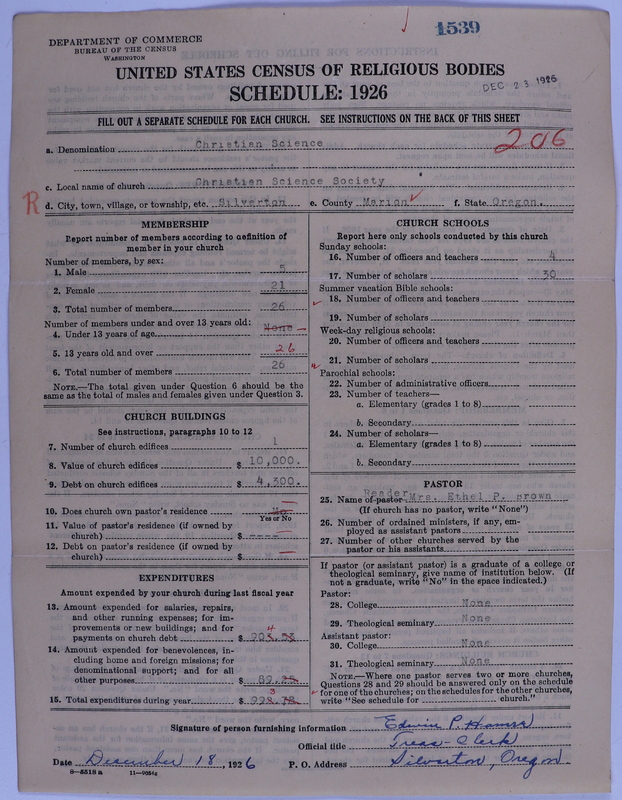 1539
DEPARTMENT OF COMMERCE
BUREAU OF THE CENSUS
WASHINGTON
UNITED STATES CENSUS OF RELIGIOUS BODIES
SCHEDULE: 1926
DEC 23 1926
FILL OUT A SEPARATE SCHEDULE FOR EACH CHURCH. SEE INSTRUCTIONS ON THE BACK OF THIS SHEET
206
a. Denomination Christian Science
c. Local name of church Christian Science Society
R
d. City, town, village, or township, etc. Silverton e. County Marion f. State Oregon.
MEMBERSHIP
Report number of members according to definition of
member in your church
Number of members, by sex:
1. Male 5
2. Female 21
3. Total number of members 26
Number of members under and over 13 years old:
4. Under 13 years of age None
5. 13 years old and over 26
6. Total number of members 26
NOTE.—The total given under Question 6 should be the
same as the total of males and females given under Question 3.
CHURCH BUILDINGS
See instructions, paragraphs 10 to 12
7. Number of church edifices 1
8. Value of church edifices $ 10,000.
9. Debt on church edifices $ 4,300.
10. Does church own pastor's residence No
Yes or No
11. Value of pastor's residence (if owned by
church) $ ----
12. Debt on pastor's residence (if owned by
church) $
EXPENDITURES
Amount expended by your church during last fiscal year
13. Amount expended for salaries, repairs,
and other running expenses; for im-
provements or new buildings; and for
payments on church debt $
14. Amount expended for benevolences, in-
cluding home and foreign missions; for
denominational support; and for all
other purposes $
15. Total expenditures during year $
CHURCH SCHOOLS
Report here only schools conducted by this church
Sunday schools:
16. Number of officers and teachers 4
17. Number of scholars 30
Summer vacation Bible schools:
18. Number of officers and teachers
19. Number of scholars
Week-day religious schools:
20. Number of officers and teachers
21. Number of scholars
Parochial schools:
22. Number of administrative officers
23. Number of teachers—
a. Elementary (grades 1 to 8)
b. Secondary
24. Number of scholars—
a. Elementary (grades 1 to 8)
b. Secondary
PASTOR
Reader
25. Name of pastor Mrs. Ethel P. Brown
(If church has no pastor, write "None")
26. Number of ordained ministers, if any, em-
ployed as assistant pastors
27. Number of other churches served by the
pastor or his assistants
If pastor (or assistant pastor) is a graduate of a college or
theological seminary, give name of institution below. (If
not a graduate, write "No" in the space indicated.)
Pastor:
28. College None
29. Theological seminary None
Assistant pastor:
30. College None
31. Theological seminary None
NOTE.—Where one pastor serves two or more churches,
Questions 28 and 29 should be answered only on the schedule
for one of the churches; on the schedules for the other churches,
write "See schedule for church."
Signature of person furnishing information Edwin P.
Official title Treas-Clerk
Date December 18, 1926 P. O. Address Silverton, Oregon.
8—5518 a 11—9054g